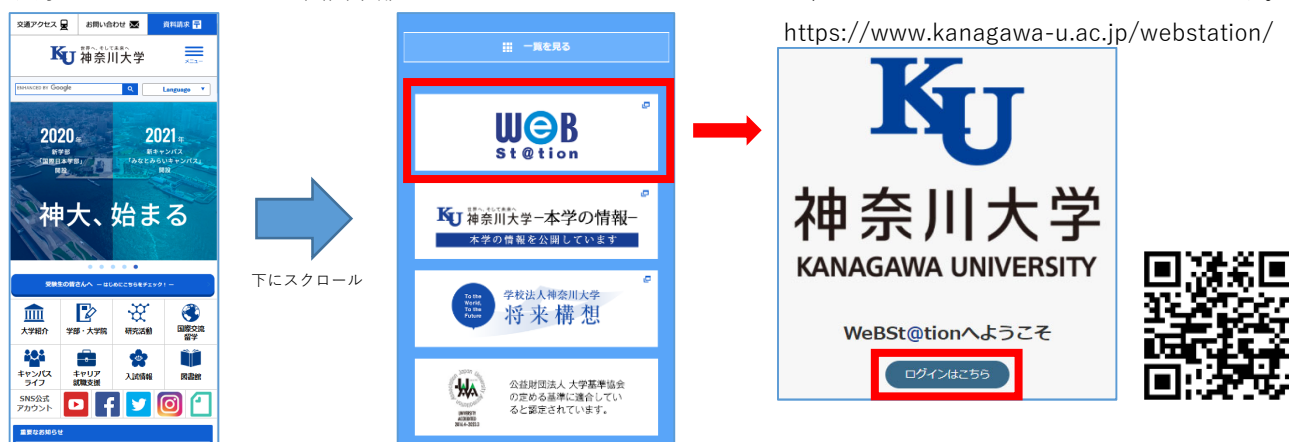 交通アクセス
お問い合わせ
資料請求
世界へ、そして未来へ
KU 神奈川大学
メニュー
ENHANCED BY Google
Language
2020年
新学部
「国際日本学部」
開設
2021年
新キャンパス
「みなとみらいキャンパス」
開設
神大、始まる
受験生の皆さんへ −はじめにこちらをチェック!−
大学紹介
学部・大学院
研究活動
国際交流
留学
キャンパス
ライフ
キャリア
就職支援
入試情報
図書館
SNS公式
アカウント
重要なお知らせ
下にスクロール
一覧を見る
WeB
St@tion
世界へ、そして未来へ
KU 神奈川大学−本学の情報−
本学の情報を公開しています
To the
World,
To the
Future
学校法人神奈川大学
将来構想
公益財団法人 大学基準協会
の定める基準に適合してい
ると認定されています。
https://www.kanagawa-u.ac.jp/webstation/
KU
神奈川大学
KANAGAWA UNIVERSITY
WeBSt@tionへようこそ
ログインはこちら